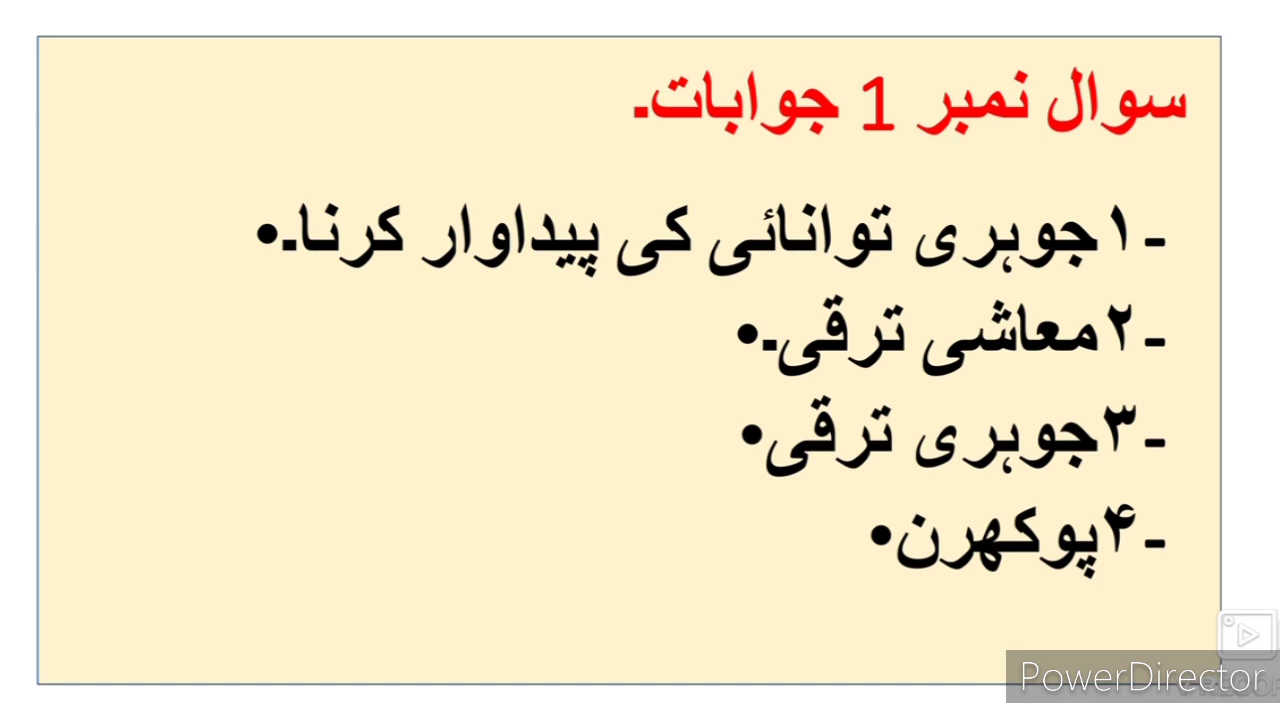 سوال نمبر 1 جوابات۔
۱۔جوہری توانائی کی پیداوار کرنا۔•
۲۔معاشی ترقی۔•
۳۔جوہری ترقی•
۴۔پوکھرن•
PowerDirector